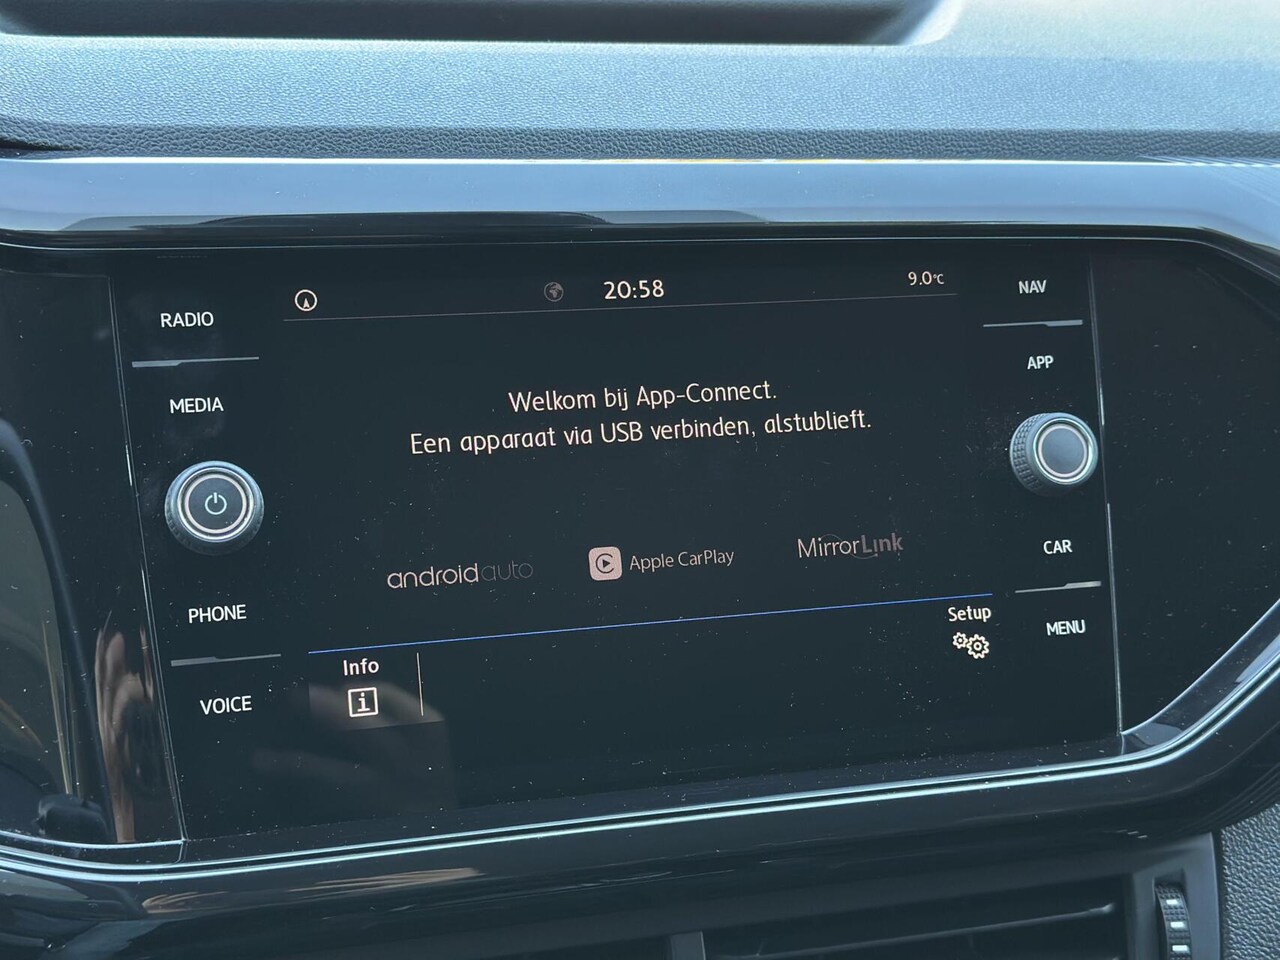 20:58
9.0°C
RADIO
MEDIA
PHONE
VOICE
Welkom bij App-Connect.
Een apparaat via USB verbinden, alstublieft.
androidauto
Apple CarPlay
MirrorLink
Info
i
Setup
NAV
APP
CAR
MENU